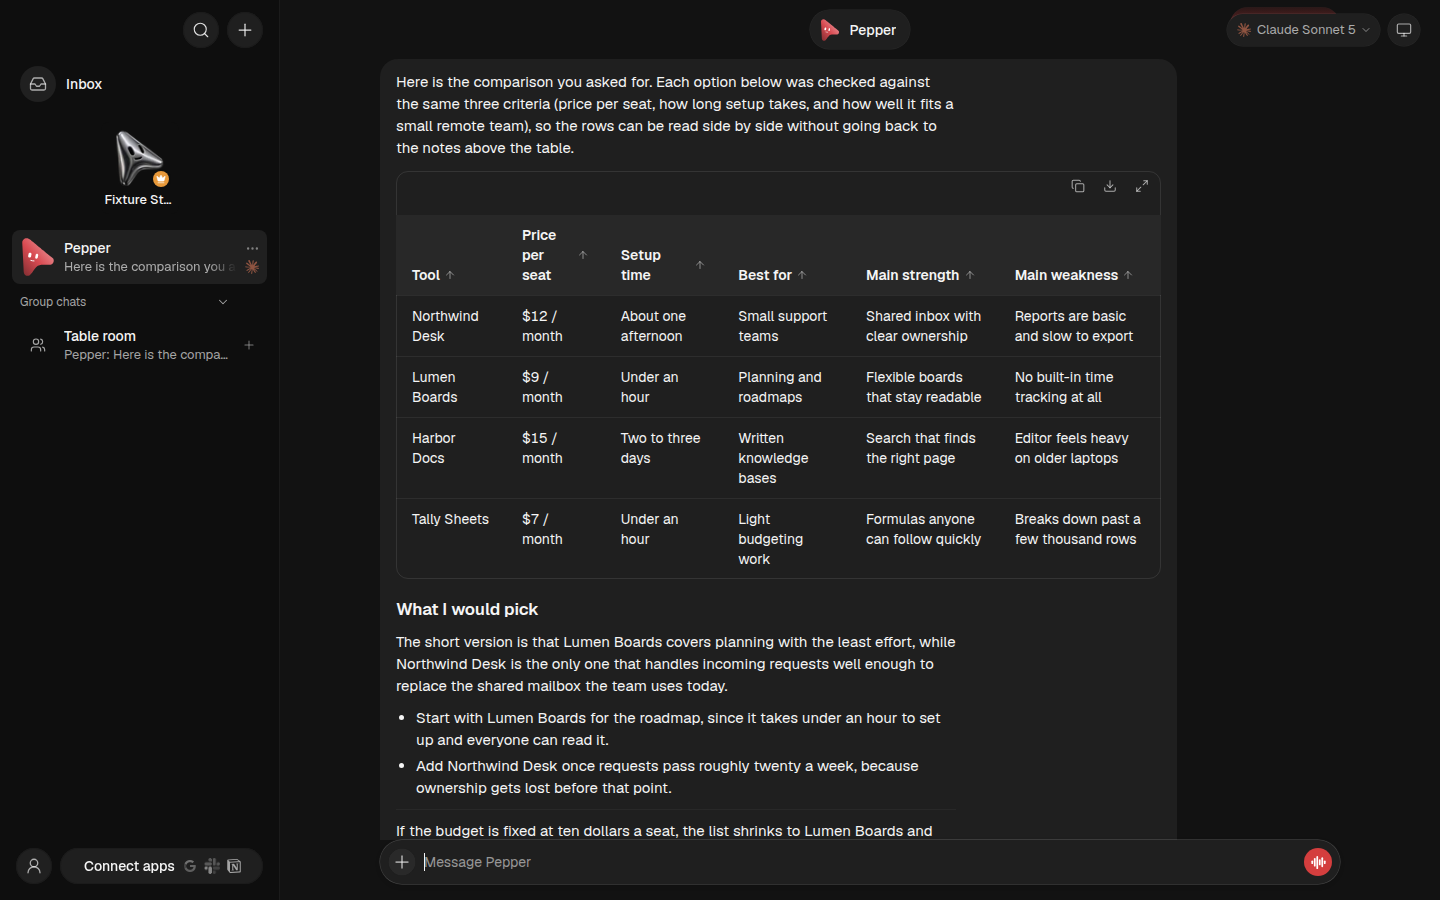 Pepper
Claude Sonnet 5
Inbox
Fixture St...
Pepper
Here is the comparison you a
Group chats
Table room
Pepper: Here is the compa...
Connect apps
Here is the comparison you asked for. Each option below was checked against
the same three criteria (price per seat, how long setup takes, and how well it fits a
small remote team), so the rows can be read side by side without going back to
the notes above the table.
Tool Price per seat Setup time Best for Main strength Main weakness
Northwind Desk $12 / month About one afternoon Small support teams Shared inbox with clear ownership Reports are basic and slow to export
Lumen Boards $9 / month Under an hour Planning and roadmaps Flexible boards that stay readable No built-in time tracking at all
Harbor Docs $15 / month Two to three days Written knowledge bases Search that finds the right page Editor feels heavy on older laptops
Tally Sheets $7 / month Under an hour Light budgeting work Formulas anyone can follow quickly Breaks down past a few thousand rows
What I would pick
The short version is that Lumen Boards covers planning with the least effort, while
Northwind Desk is the only one that handles incoming requests well enough to
replace the shared mailbox the team uses today.
Start with Lumen Boards for the roadmap, since it takes under an hour to set
up and everyone can read it.
Add Northwind Desk once requests pass roughly twenty a week, because
ownership gets lost before that point.
If the budget is fixed at ten dollars a seat, the list shrinks to Lumen Boards and
Message Pepper